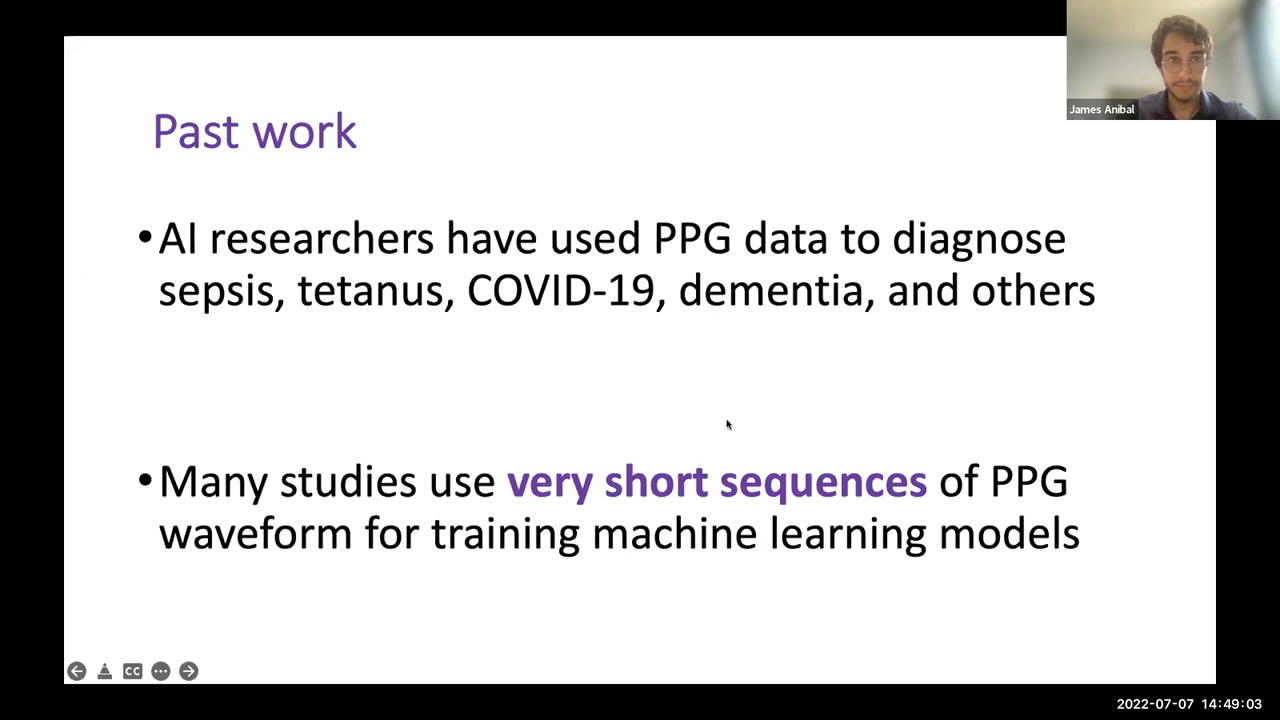 James Anibal
Past work
•AI researchers have used PPG data to diagnose
sepsis, tetanus, COVID-19, dementia, and others
•Many studies use very short sequences of PPG
waveform for training machine learning models
CC
2022-07-07 14:49:03